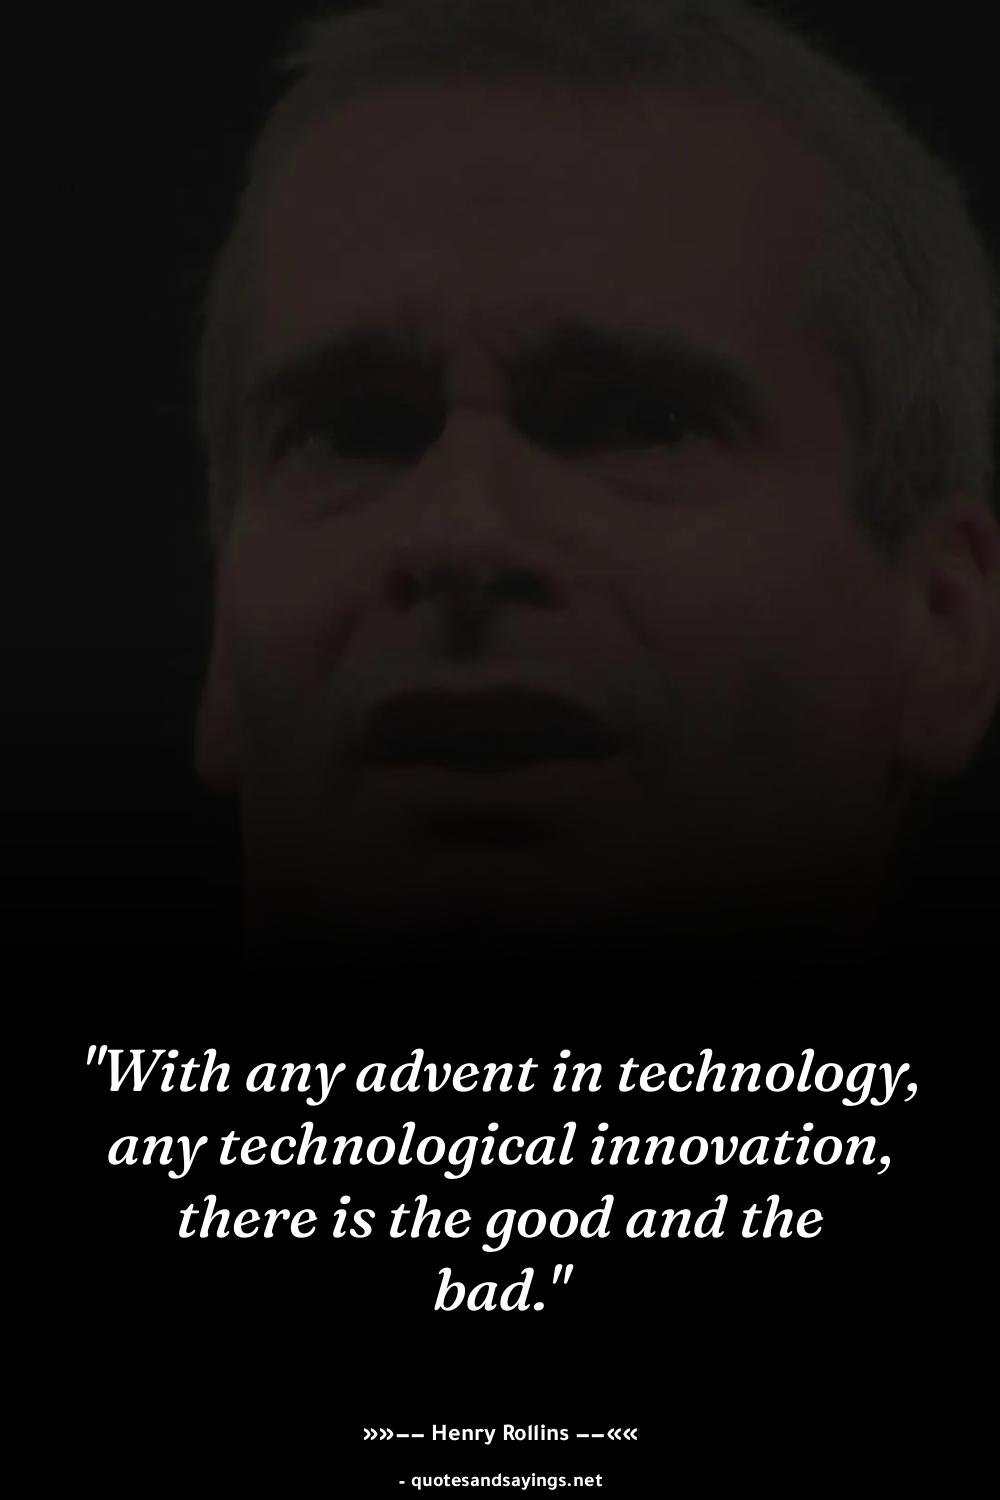 "With any advent in technology,
any technological innovation,
there is the good and the
bad."
»»—— Henry Rollins ——««
- quotesandsayings.net